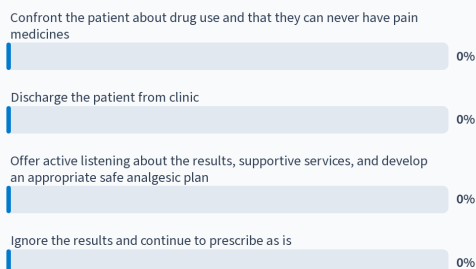 Confront the patient about drug use and that they can never have pain
medicines
0%
Discharge the patient from clinic
0%
Offer active listening about the results, supportive services, and develop
an appropriate safe analgesic plan
0%
Ignore the results and continue to prescribe as is
0%